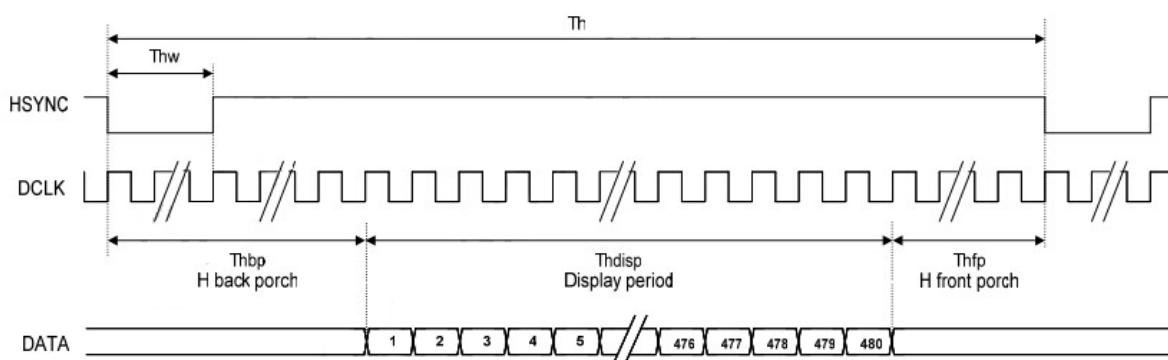 Th
Thw
HSYNC
DCLK
Thbp Thdisp Thfp
H back porch Display period H front porch
DATA 1 2 3 4 5 476 477 478 479 480